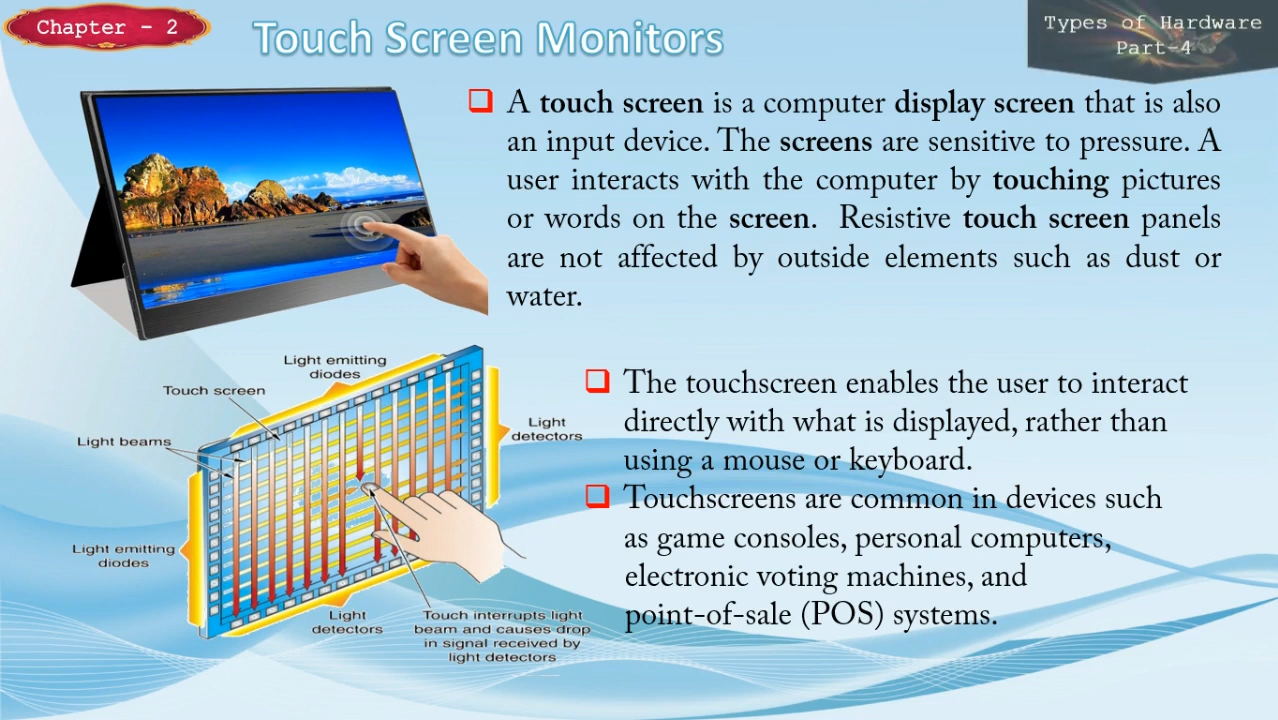 Chapter - 2
Touch Screen Monitors
Types of Hardware
Part-4
A touch screen is a computer display screen that is also
an input device. The screens are sensitive to pressure. A
user interacts with the computer by touching pictures
or words on the screen. Resistive touch screen panels
are not affected by outside elements such as dust or
water.
Light emitting
diodes
Touch screen
Light beams
Light
detectors
Light emitting
diodes
Light
detectors
Touch interrupts light
beam and causes drop
in signal received by
light detectors
The touchscreen enables the user to interact
directly with what is displayed, rather than
using a mouse or keyboard.
Touchscreens are common in devices such
as game consoles, personal computers,
electronic voting machines, and
point-of-sale (POS) systems.